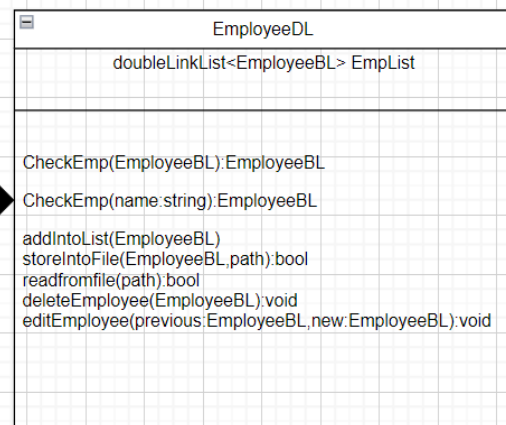 EmployeeDL
doubleLinkList<EmployeeBL> EmpList
CheckEmp(EmployeeBL):EmployeeBL
CheckEmp(name:string):EmployeeBL
addIntoList(EmployeeBL)
storeIntoFile(EmployeeBL,path):bool
readfromfile(path):bool
deleteEmployee(EmployeeBL):void
editEmployee(previous:EmployeeBL,new:EmployeeBL):void